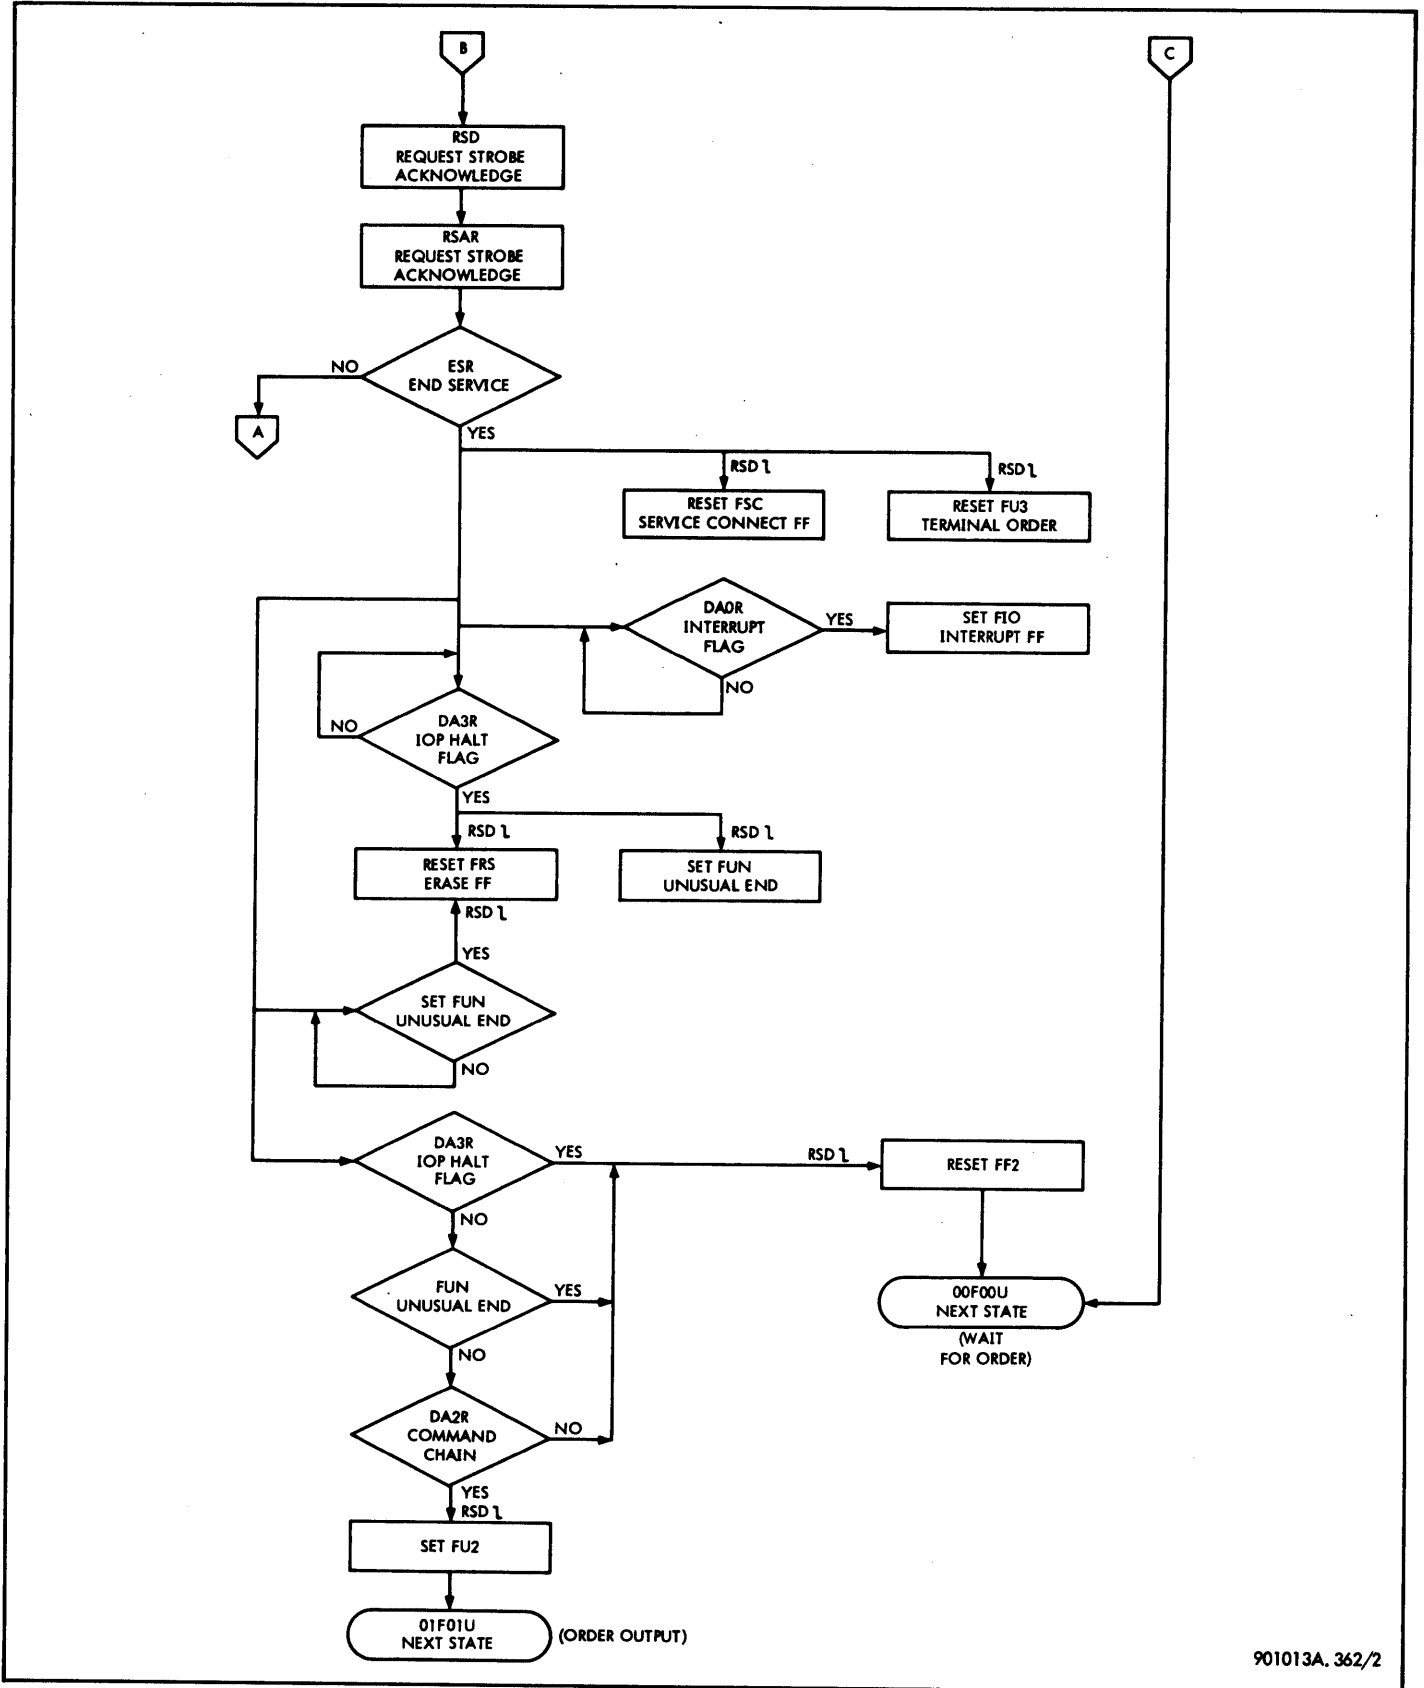 B
C
RSD
REQUEST STROBE
ACKNOWLEDGE
RSAR
REQUEST STROBE
ACKNOWLEDGE
NO
ESR
END SERVICE
A
YES
RSD
RSD
RESET FSC
SERVICE CONNECT FF
RESET FU3
TERMINAL ORDER
DA0R
INTERRUPT
FLAG
YES
SET FIO
INTERRUPT FF
NO
NO
DA3R
IOP HALT
FLAG
YES
RSD
RSD
RESET FRS
ERASE FF
SET FUN
UNUSUAL END
RSD
YES
SET FUN
UNUSUAL END
NO
DA3R
IOP HALT
FLAG
YES
RSD
RESET FF2
NO
FUN
UNUSUAL END
YES
00F00U
NEXT STATE
(WAIT
FOR ORDER)
NO
DA2R
COMMAND
CHAIN
NO
YES
RSD
SET FU2
01F01U
NEXT STATE
(ORDER OUTPUT)
901013A. 362/2